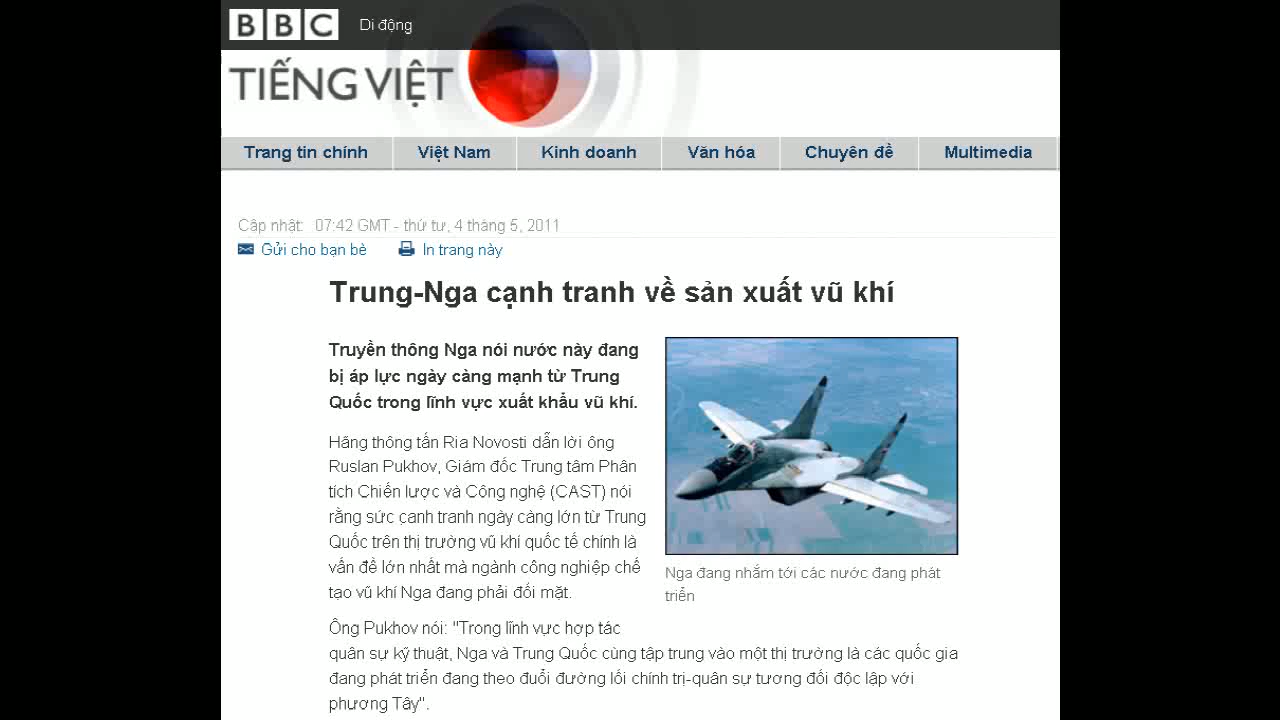 BBC Di động
TIẾNG VIỆT
Trang tin chính Việt Nam Kinh doanh Văn hóa Chuyên đề Multimedia
Cập nhật: 07:42 GMT - thứ tư, 4 tháng 5, 2011
Gửi cho bạn bè In trang này
Trung-Nga cạnh tranh về sản xuất vũ khí
Truyền thông Nga nói nước này đang
bị áp lực ngày càng mạnh từ Trung
Quốc trong lĩnh vực xuất khẩu vũ khí.
Hãng thông tấn Ria Novosti dẫn lời ông
Ruslan Pukhov, Giám đốc Trung tâm Phân
tích Chiến lược và Công nghệ (CAST) nói
rằng sức cạnh tranh ngày càng lớn từ Trung
Quốc trên thị trường vũ khí quốc tế chính là
vấn đề lớn nhất mà ngành công nghiệp chế
tạo vũ khí Nga đang phải đối mặt.
Nga đang nhắm tới các nước đang phát
triển
Ông Pukhov nói: "Trong lĩnh vực hợp tác
quân sự kỹ thuật, Nga và Trung Quốc cùng tập trung vào một thị trường là các quốc gia
đang phát triển đang theo đuổi đường lối chính trị-quân sự tương đối độc lập với
phương Tây".